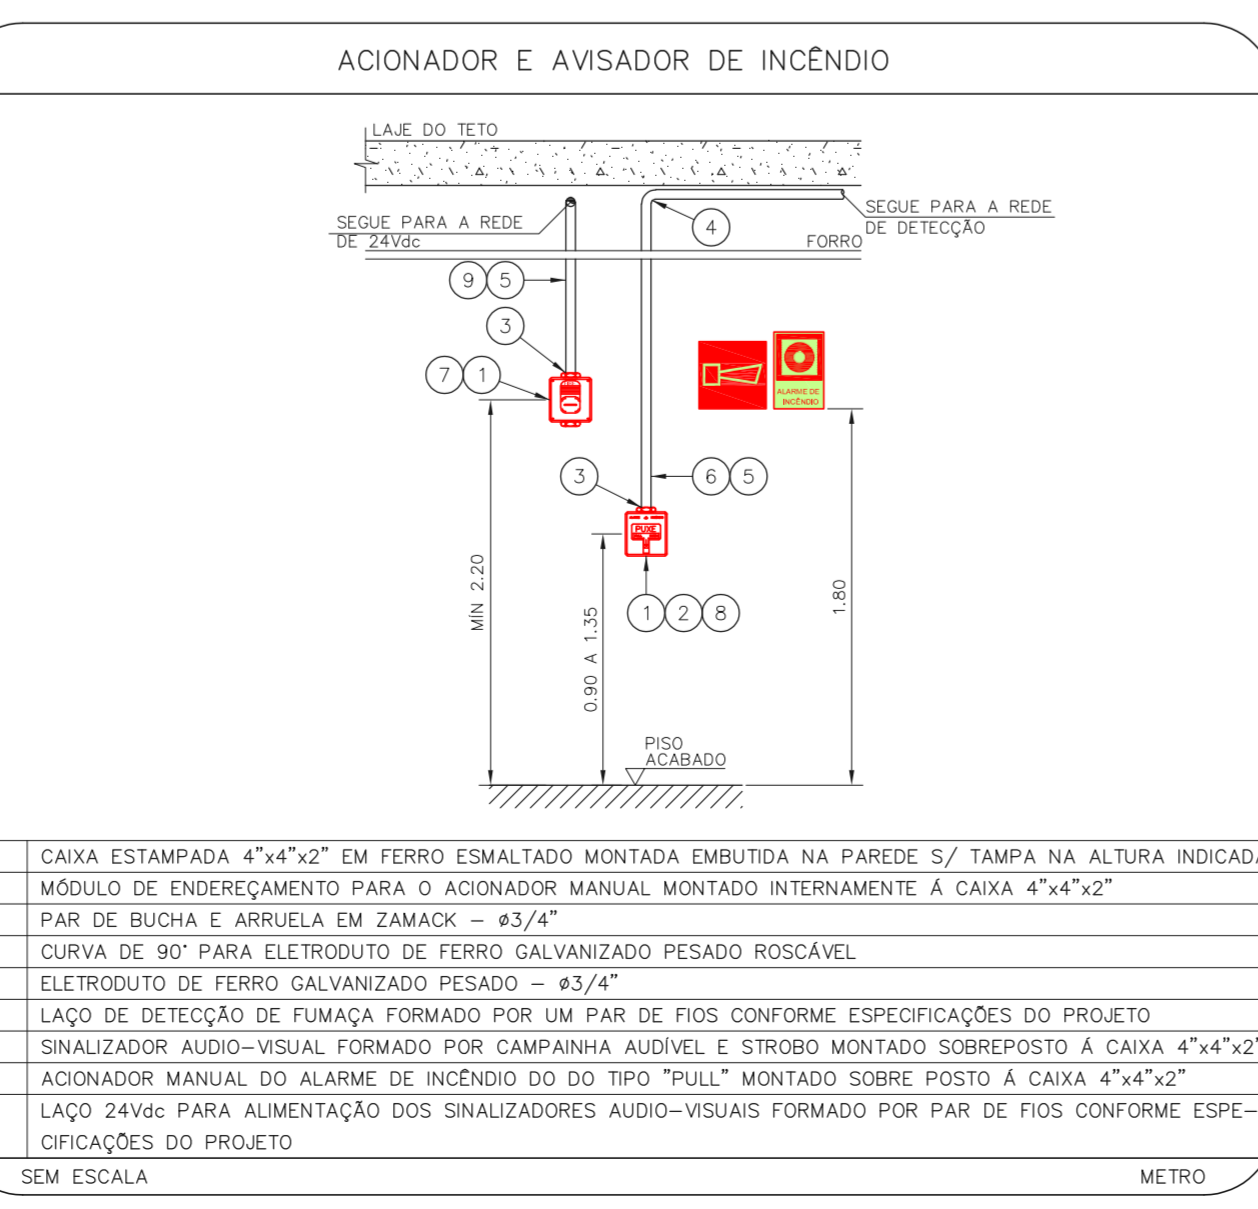 ACIONADOR E AVISADOR DE INCÊNDIO
LAJE DO TETO
SEGUE PARA A REDE
DE 24Vdc
SEGUE PARA A REDE
DE DETECÇÃO
4
FORRO
9 5
3
7 1
ALARME DE
INCÊNDIO
3
6 5
PUXE
MÍN 2.20
0.90 A 1.35
1 2 8
1.80
PISO
ACABADO
CAIXA ESTAMPADA 4"x4"x2" EM FERRO ESMALTADO MONTADA EMBUTIDA NA PAREDE S/ TAMPA NA ALTURA INDICADA
MÓDULO DE ENDEREÇAMENTO PARA O ACIONADOR MANUAL MONTADO INTERNAMENTE Á CAIXA 4"x4"x2"
PAR DE BUCHA E ARRUELA EM ZAMACK – ø3/4"
CURVA DE 90° PARA ELETRODUTO DE FERRO GALVANIZADO PESADO ROSCÁVEL
ELETRODUTO DE FERRO GALVANIZADO PESADO – ø3/4"
LAÇO DE DETECÇÃO DE FUMAÇA FORMADO POR UM PAR DE FIOS CONFORME ESPECIFICAÇÕES DO PROJETO
SINALIZADOR AUDIO–VISUAL FORMADO POR CAMPAINHA AUDÍVEL E STROBO MONTADO SOBREPOSTO Á CAIXA 4"x4"x2"
ACIONADOR MANUAL DO ALARME DE INCÊNDIO DO DO TIPO "PULL" MONTADO SOBRE POSTO Á CAIXA 4"x4"x2"
LAÇO 24Vdc PARA ALIMENTAÇÃO DOS SINALIZADORES AUDIO–VISUAIS FORMADO POR PAR DE FIOS CONFORME ESPE–
CIFICAÇÕES DO PROJETO
SEM ESCALA
METRO